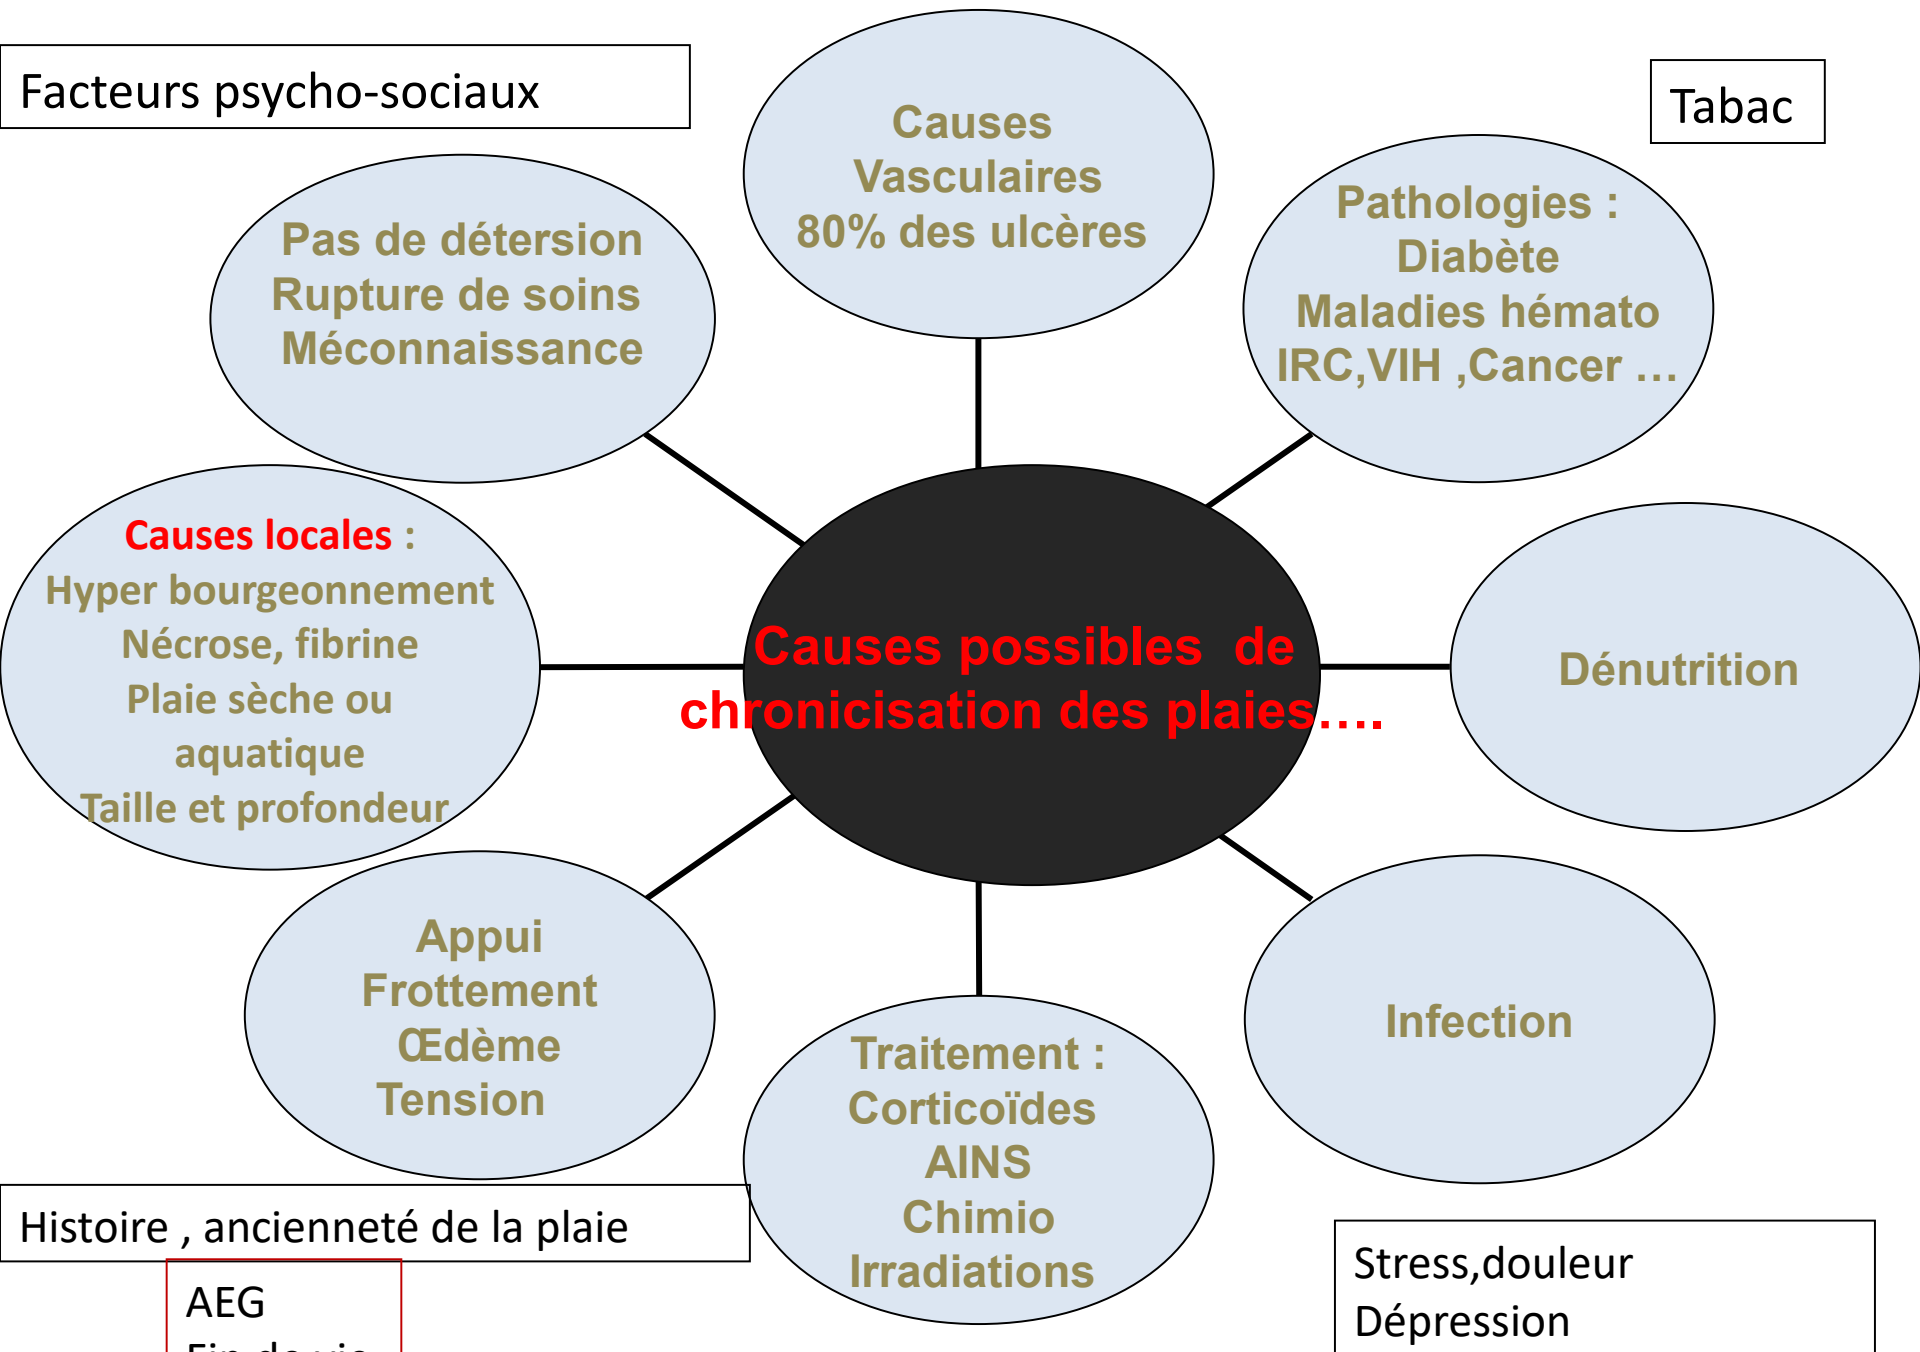 Facteurs psycho-sociaux
Tabac
Causes
Vasculaires
80% des ulcères
Pathologies :
Diabète
Maladies hémato
IRC,VIH ,Cancer …
Pas de détersion
Rupture de soins
Méconnaissance
Causes locales :
Hyper bourgeonnement
Nécrose, fibrine
Plaie sèche ou
aquatique
Taille et profondeur
Causes possibles  de
chronicisation des plaies….
Dénutrition
Appui
Frottement
Œdème
Tension
Traitement :
Corticoïdes
AINS
Chimio
Irradiations
Infection
Histoire , ancienneté de la plaie
AEG
Fin de vie
Stress,douleur
Dépression